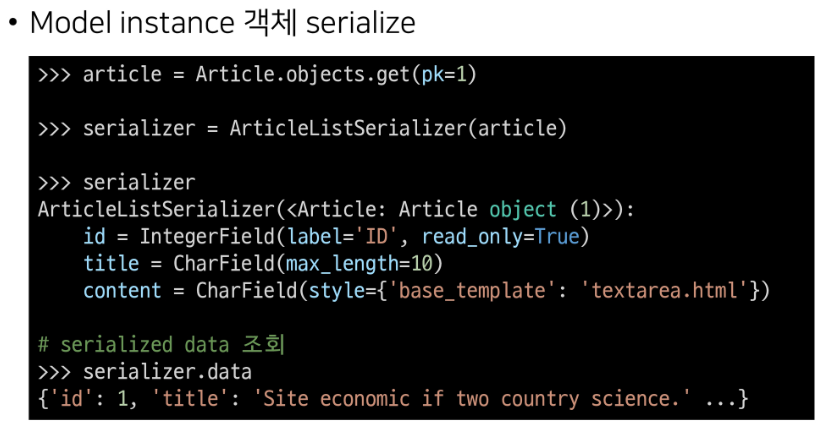 • Model instance 객체 serialize
>>> article = Article.objects.get(pk=1)
>>> serializer = ArticleListSerializer(article)
>>> serializer
ArticleListSerializer(<Article: Article object (1)>):
    id = IntegerField(label='ID', read_only=True)
    title = CharField(max_length=10)
    content = CharField(style={'base_template': 'textarea.html'})
# serialized data 조회
>>> serializer.data
{'id': 1, 'title': 'Site economic if two country science.' ...}